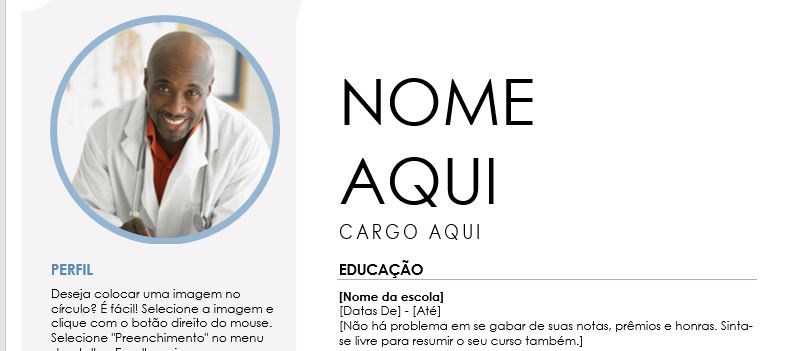 NOME
AQUI
CARGO AQUI
PERFIL
Deseja colocar uma imagem no
círculo? É fácil! Selecione a imagem e
clique com o botão direito do mouse.
Selecione "Preenchimento" no menu
EDUCAÇÃO
[Nome da escola]
[Datas De] - [Até]
[Não há problema em se gabar de suas notas, prêmios e honras. Sinta-
se livre para resumir o seu curso também.]